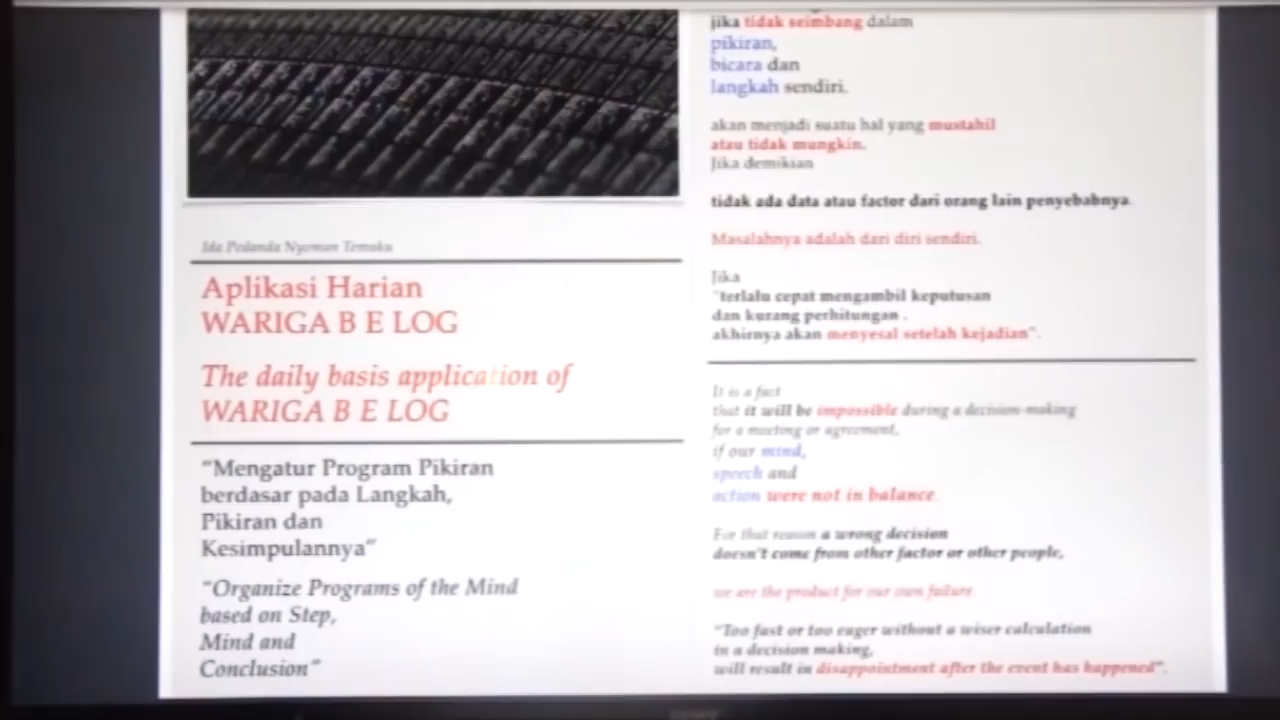 Ida Pedanda Nyoman Temuku
Aplikasi Harian
WARIGA B E LOG
The daily basis application of
WARIGA B E LOG
“Mengatur Program Pikiran
berdasar pada Langkah,
Pikiran dan
Kesimpulannya”
“Organize Programs of the Mind
based on Step,
Mind and
Conclusion”
jika tidak seimbang dalam
pikiran,
bicara dan
langkah sendiri,
akan menjadi suatu hal yang mustahil
atau tidak mungkin.
Jika demikian
tidak ada data atau factor dari orang lain penyebabnya.
Masalahnya adalah dari diri sendiri.
Jika
“terlalu cepat mengambil keputusan
dan kurang perhitungan .
akhirnya akan menyesal setelah kejadian”.
It is a fact
that it will be impossible during a decision-making
for a meeting or agreement,
if our mind,
speech and
action were not in balance.
For that reason a wrong decision
doesn't come from other factor or other people,
we are the product for our own failure.
“Too fast or too eager without a wiser calculation
in a decision making,
will result in disappointment after the event has happened”.